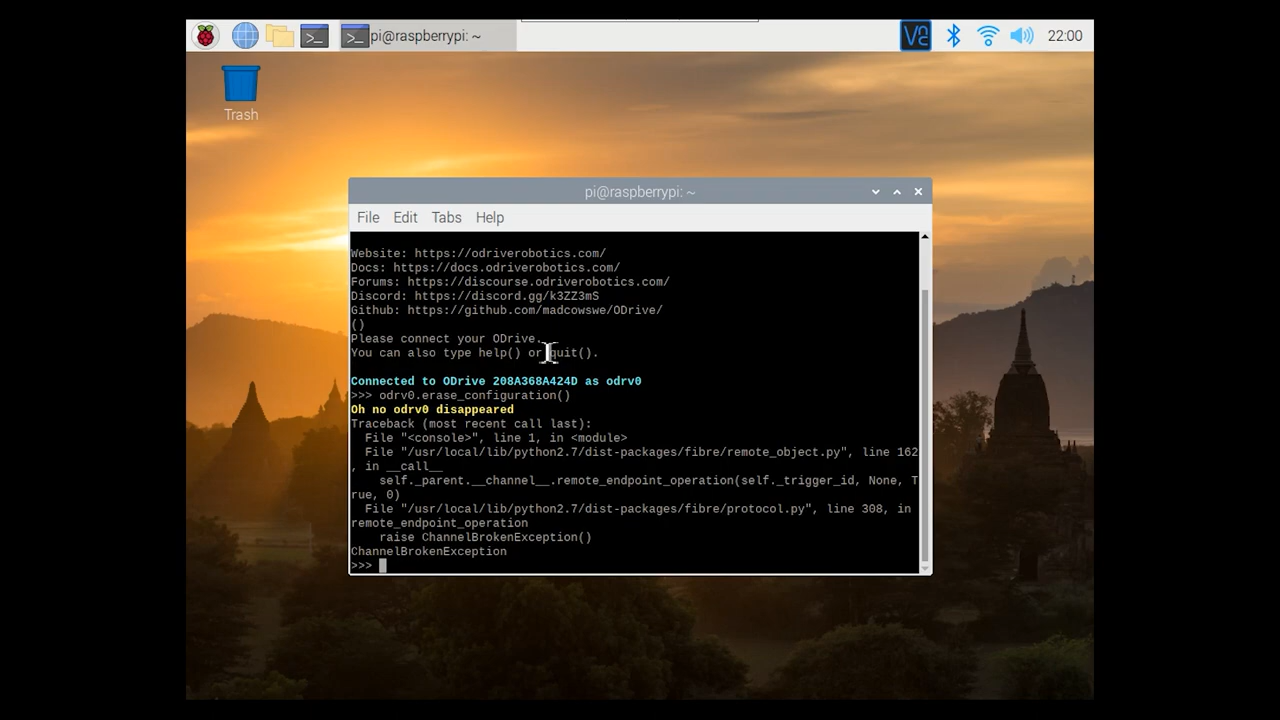 pi@raspberrypi: ~
VNC
22:00
Trash
pi@raspberrypi: ~
File Edit Tabs Help
Website: https://odriverobotics.com/
Docs: https://docs.odriverobotics.com/
Forums: https://discourse.odriverobotics.com/
Discord: https://discord.gg/k3ZZ3mS
Github: https://github.com/madcowswe/ODrive/
()
Please connect your ODrive.
You can also type help() or quit().
Connected to ODrive 208A368A424D as odrv0
>>> odrv0.erase_configuration()
Oh no odrv0 disappeared
Traceback (most recent call last):
File "<console>", line 1, in <module>
File "/usr/local/lib/python2.7/dist-packages/fibre/remote_object.py", line 162
, in __call__
self._parent.__channel__.remote_endpoint_operation(self._trigger_id, None, T
rue, 0)
File "/usr/local/lib/python2.7/dist-packages/fibre/protocol.py", line 308, in
remote_endpoint_operation
raise ChannelBrokenException()
ChannelBrokenException
>>>